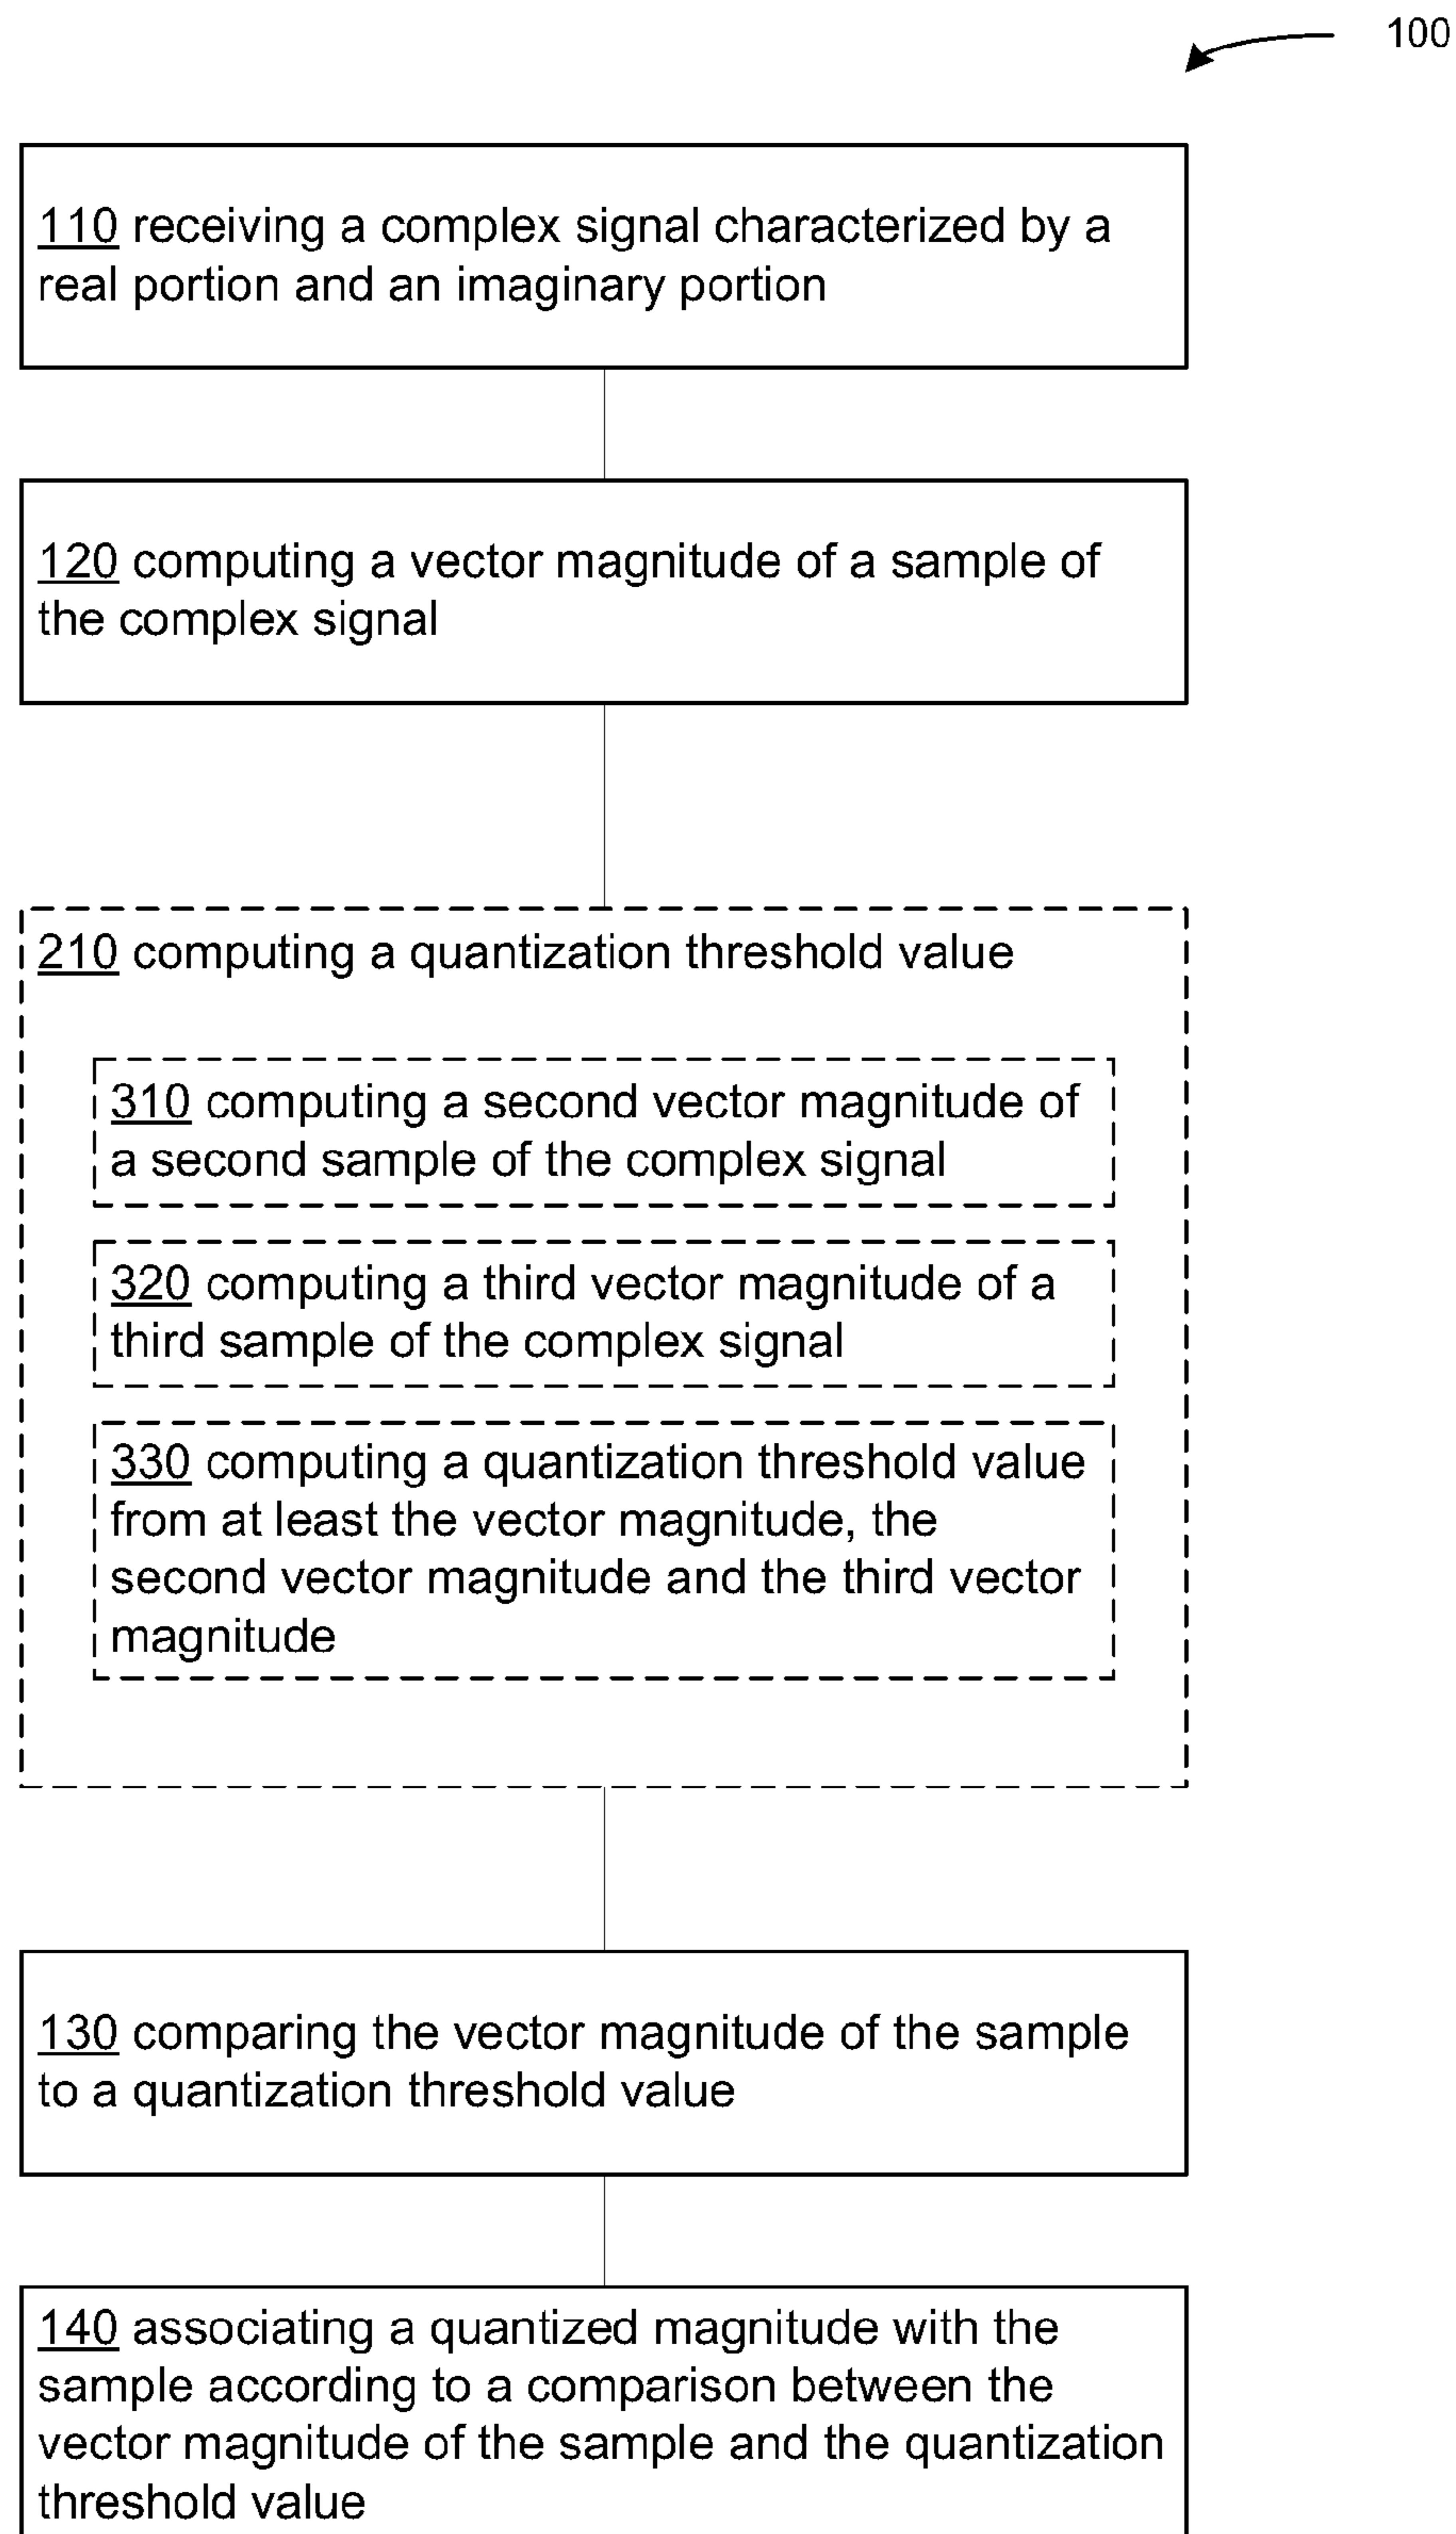 100
110 receiving a complex signal characterized by a
real portion and an imaginary portion
120 computing a vector magnitude of a sample of
the complex signal
210 computing a quantization threshold value
310 computing a second vector magnitude of
a second sample of the complex signal
320 computing a third vector magnitude of a
third sample of the complex signal
330 computing a quantization threshold value
from at least the vector magnitude, the
second vector magnitude and the third vector
magnitude
130 comparing the vector magnitude of the sample
to a quantization threshold value
140 associating a quantized magnitude with the
sample according to a comparison between the
vector magnitude of the sample and the quantization
threshold value